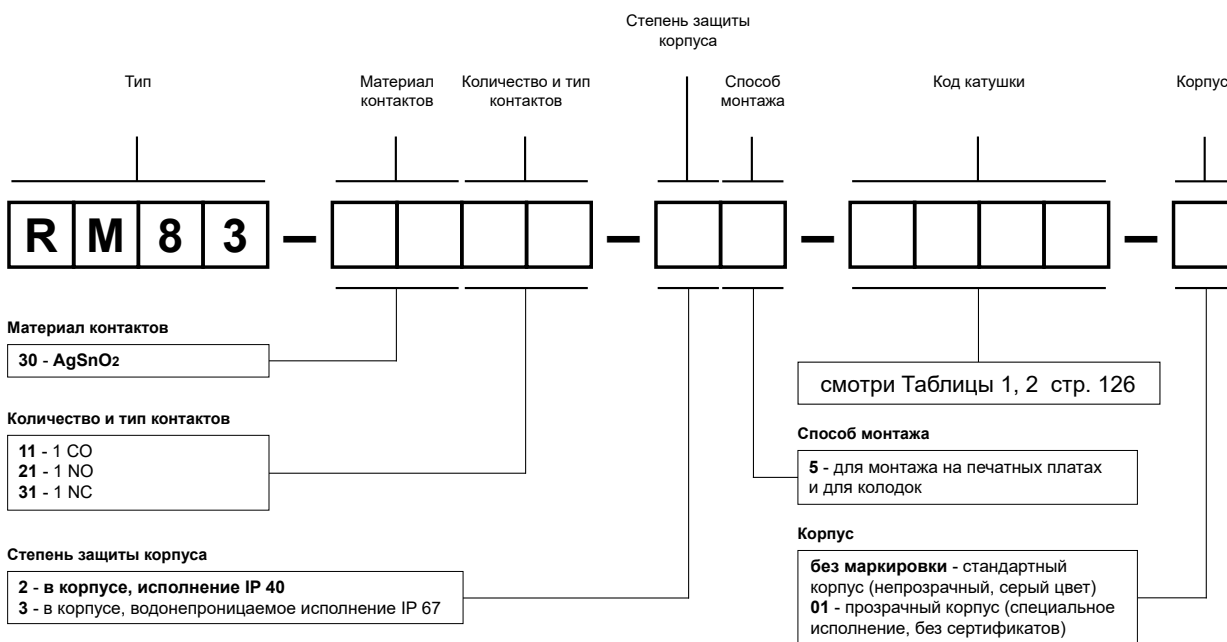 Степень защиты
корпуса
Тип
Материал
контактов
Количество и тип
контактов
Способ
монтажа
Код катушки
Корпус
RM83 – – – –
Материал контактов
30 - AgSnO2
Количество и тип контактов
11 - 1 CO
21 - 1 NO
31 - 1 NC
Степень защиты корпуса
2 - в корпусе, исполнение IP 40
3 - в корпусе, водонепроницаемое исполнение IP 67
смотри Таблицы 1, 2 стр. 126
Способ монтажа
5 - для монтажа на печатных платах
и для колодок
Корпус
без маркировки - стандартный
корпус (непрозрачный, серый цвет)
01 - прозрачный корпус (специальное
исполнение, без сертификатов)